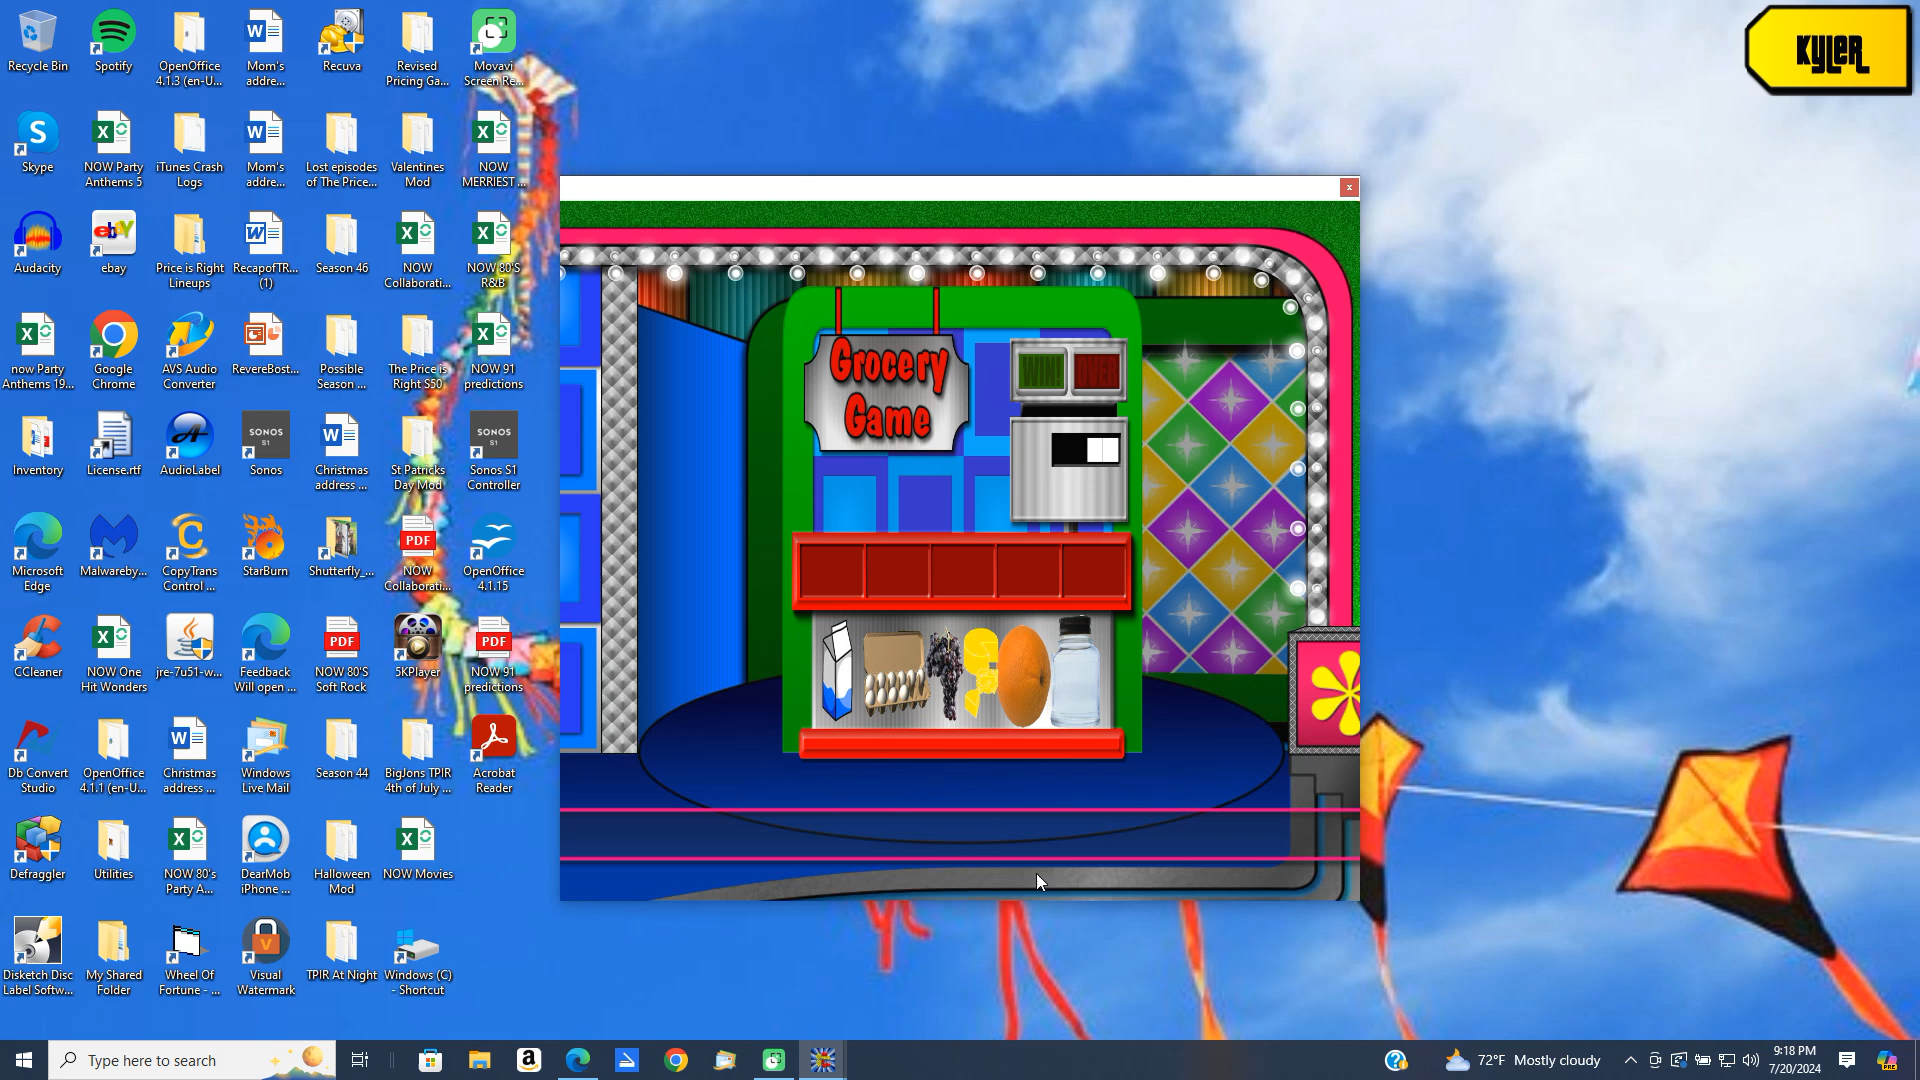 KYLER
Recycle Bin
Spotify
OpenOffice
4.1.3 (en-U...
Mom's
addre...
Recuva
Revised
Pricing Ga...
Movavi
Screen Re...
Skype
NOW Party
Anthems 5
iTunes Crash
Logs
Mom's
addre...
Lost episodes
of The Price...
Valentines
Mod
NOW
MERRIEST ...
Audacity
ebay
Price is Right
Lineups
RecapofTR...
(1)
Season 46
NOW
Collaborati...
NOW 80'S
R&B
now Party
Anthems 19...
Google
Chrome
AVS Audio
Converter
RevereBost...
Possible
Season ...
The Price is
Right S50
NOW 91
predictions
Inventory
License.rtf
AudioLabel
SONOS
S1
Sonos
Christmas
address ...
St Patricks
Day Mod
SONOS
S1
Sonos S1
Controller
Microsoft
Edge
Malwareby...
CopyTrans
Control ...
StarBurn
Shutterfly_...
PDF
NOW
Collaborati...
OpenOffice
4.1.15
CCleaner
NOW One
Hit Wonders
jre-7u51-w...
Feedback
Will open ...
PDF
NOW 80'S
Soft Rock
5KPlayer
PDF
NOW 91
predictions
Db Convert
Studio
OpenOffice
4.1.1 (en-U...
Christmas
address ...
Windows
Live Mail
Season 44
BigJons TPIR
4th of July ...
Acrobat
Reader
Defraggler
Utilities
NOW 80's
Party A...
DearMob
iPhone ...
Halloween
Mod
NOW Movies
Disketch Disc
Label Softw...
My Shared
Folder
Wheel Of
Fortune - ...
Visual
Watermark
TPIR At Night
Windows (C)
- Shortcut
Grocery
Game
WIN!
OVER
Type here to search
72°F Mostly cloudy
9:18 PM
7/20/2024